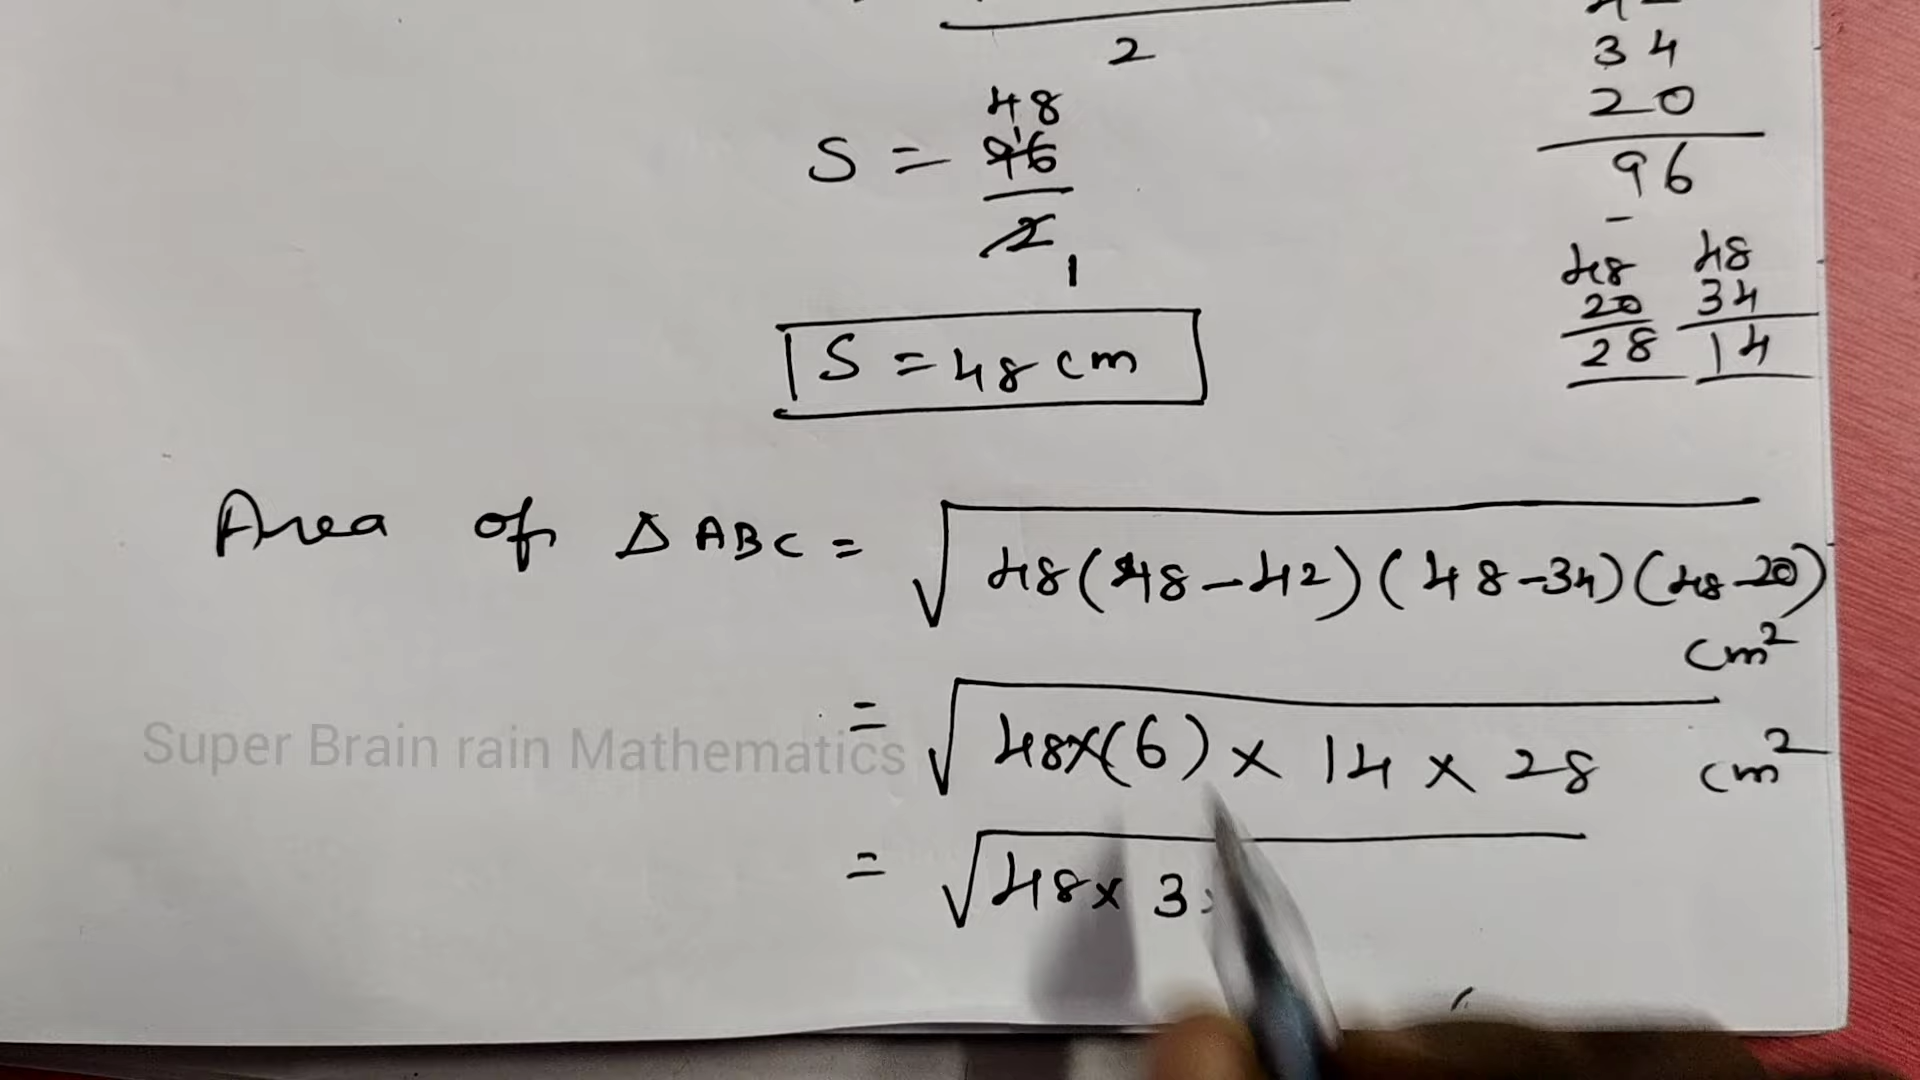 2
48
S = 96
2
1
S = 48 cm
34
20
96
-
48 48
20 34
28 14
Area of Δ ABC = √48(48-42)(48-34)(48-20)
cm²
= √48×(6) × 14 × 28 cm²
= √48× 3
Super Brain rain Mathematics